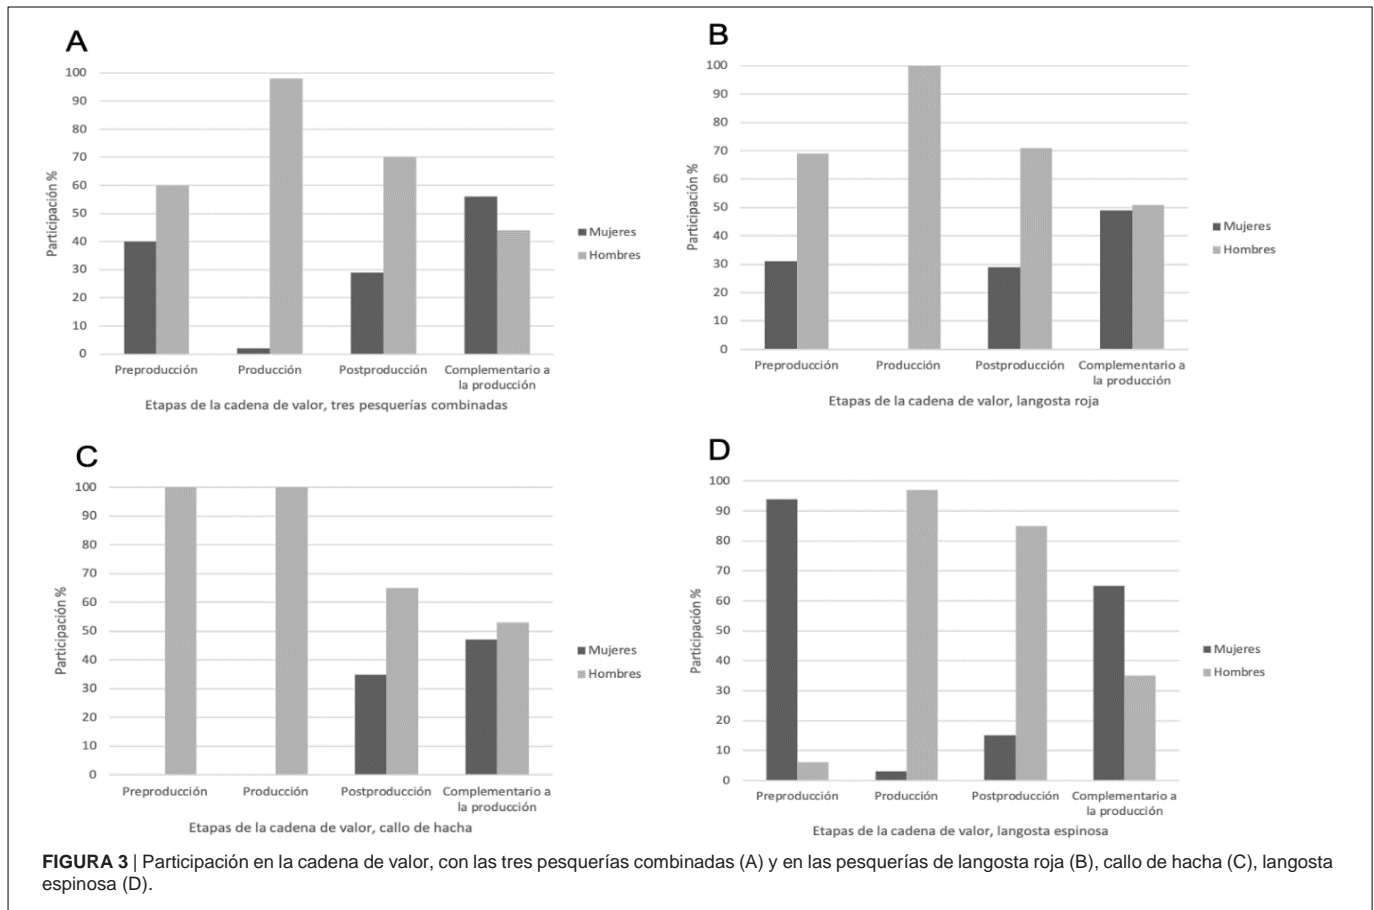 A
100
90
80
70
60
50
40
30
20
10
0
Participación %
Preproducción Producción Postproducción Complementario a
la producción
Etapas de la cadena de valor, tres pesquerías combinadas
Mujeres
Hombres
B
100
90
80
70
60
50
40
30
20
10
0
Participación %
Preproducción Producción Postproducción Complementario a
la producción
Etapas de la cadena de valor, langosta roja
Mujeres
Hombres
C
100
90
80
70
60
50
40
30
20
10
0
Participación %
Preproducción Producción Postproducción Complementario a
la producción
Etapas de la cadena de valor, callo de hacha
Mujeres
Hombres
D
100
90
80
70
60
50
40
30
20
10
0
Participación %
Preproducción Producción Postproducción Complementario a
la producción
Etapas de la cadena de valor, langosta espinosa
Mujeres
Hombres
FIGURA 3 | Participación en la cadena de valor, con las tres pesquerías combinadas (A) y en las pesquerías de langosta roja (B), callo de hacha (C), langosta
espinosa (D).